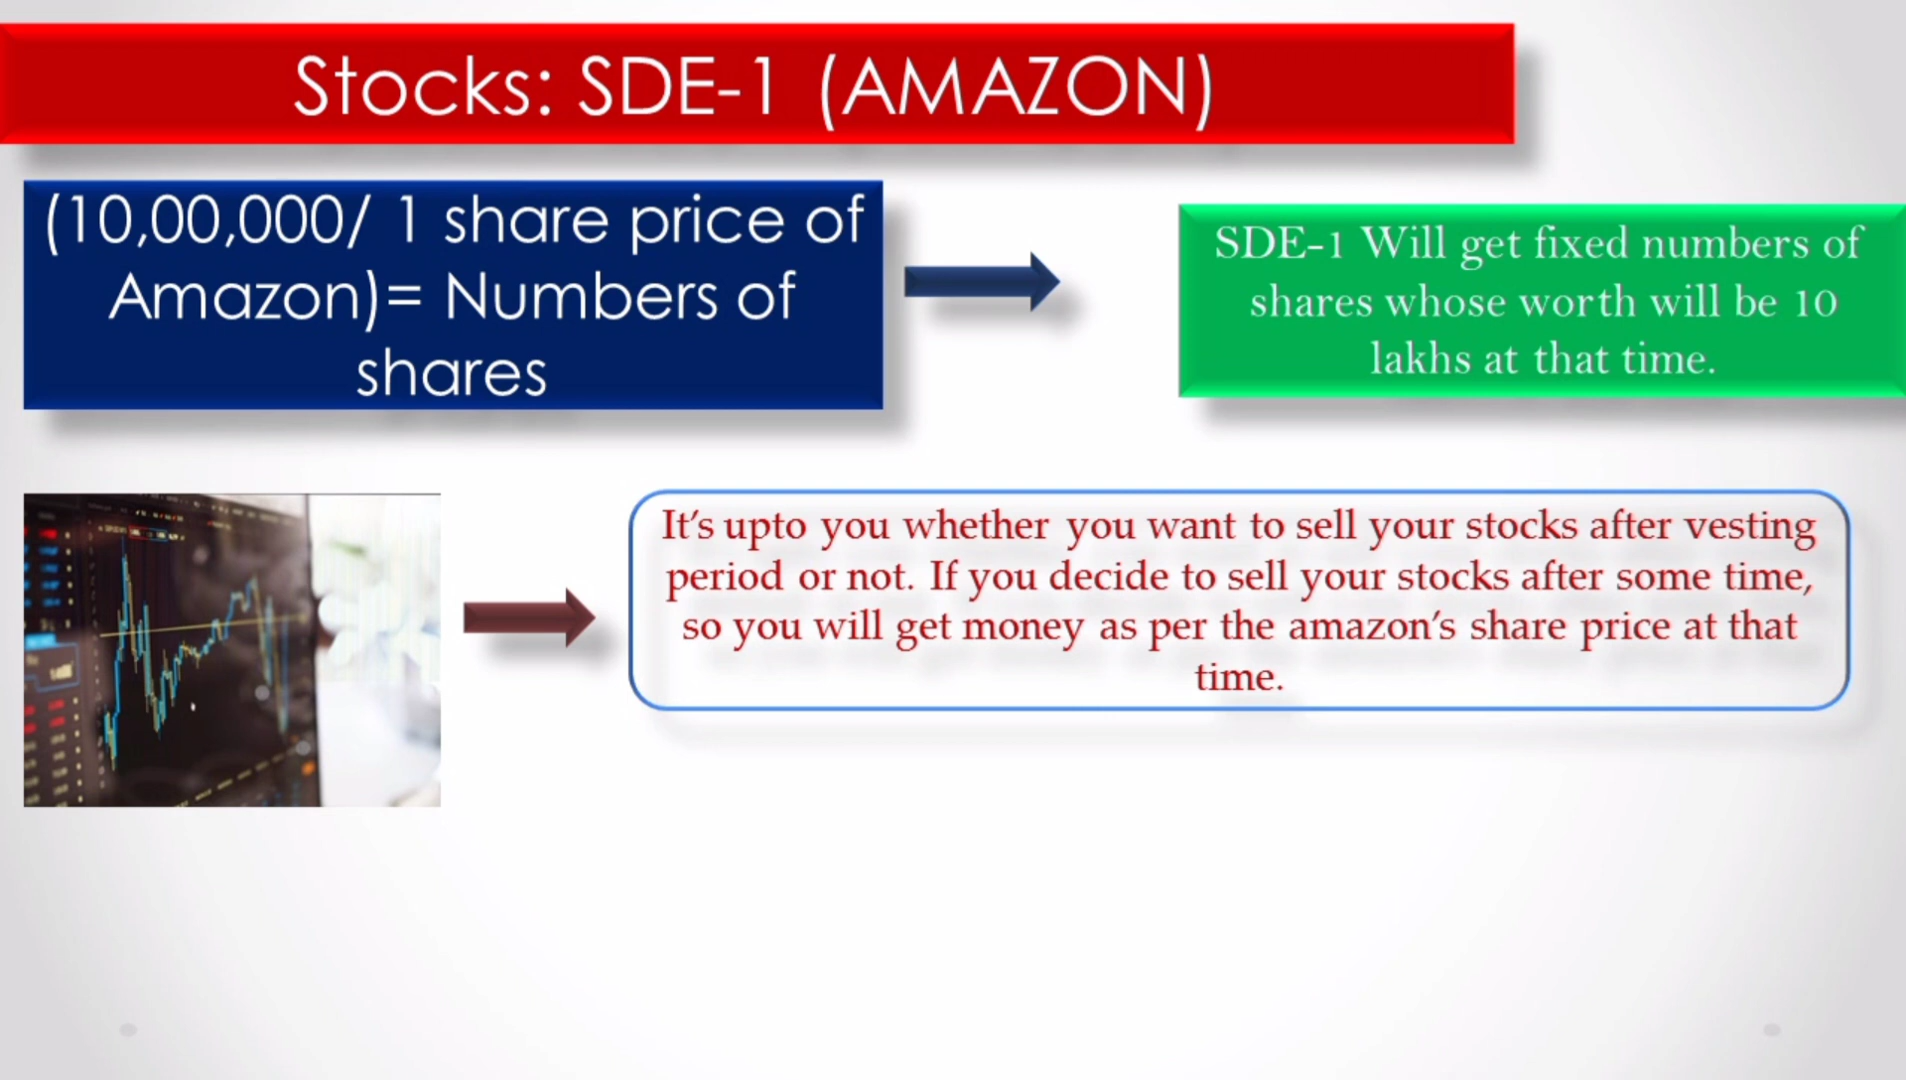 Stocks: SDE-1 (AMAZON)
(10,00,000/ 1 share price of
Amazon)= Numbers of
shares
SDE-1 Will get fixed numbers of
shares whose worth will be 10
lakhs at that time.
It's upto you whether you want to sell your stocks after vesting
period or not. If you decide to sell your stocks after some time,
so you will get money as per the amazon's share price at that
time.